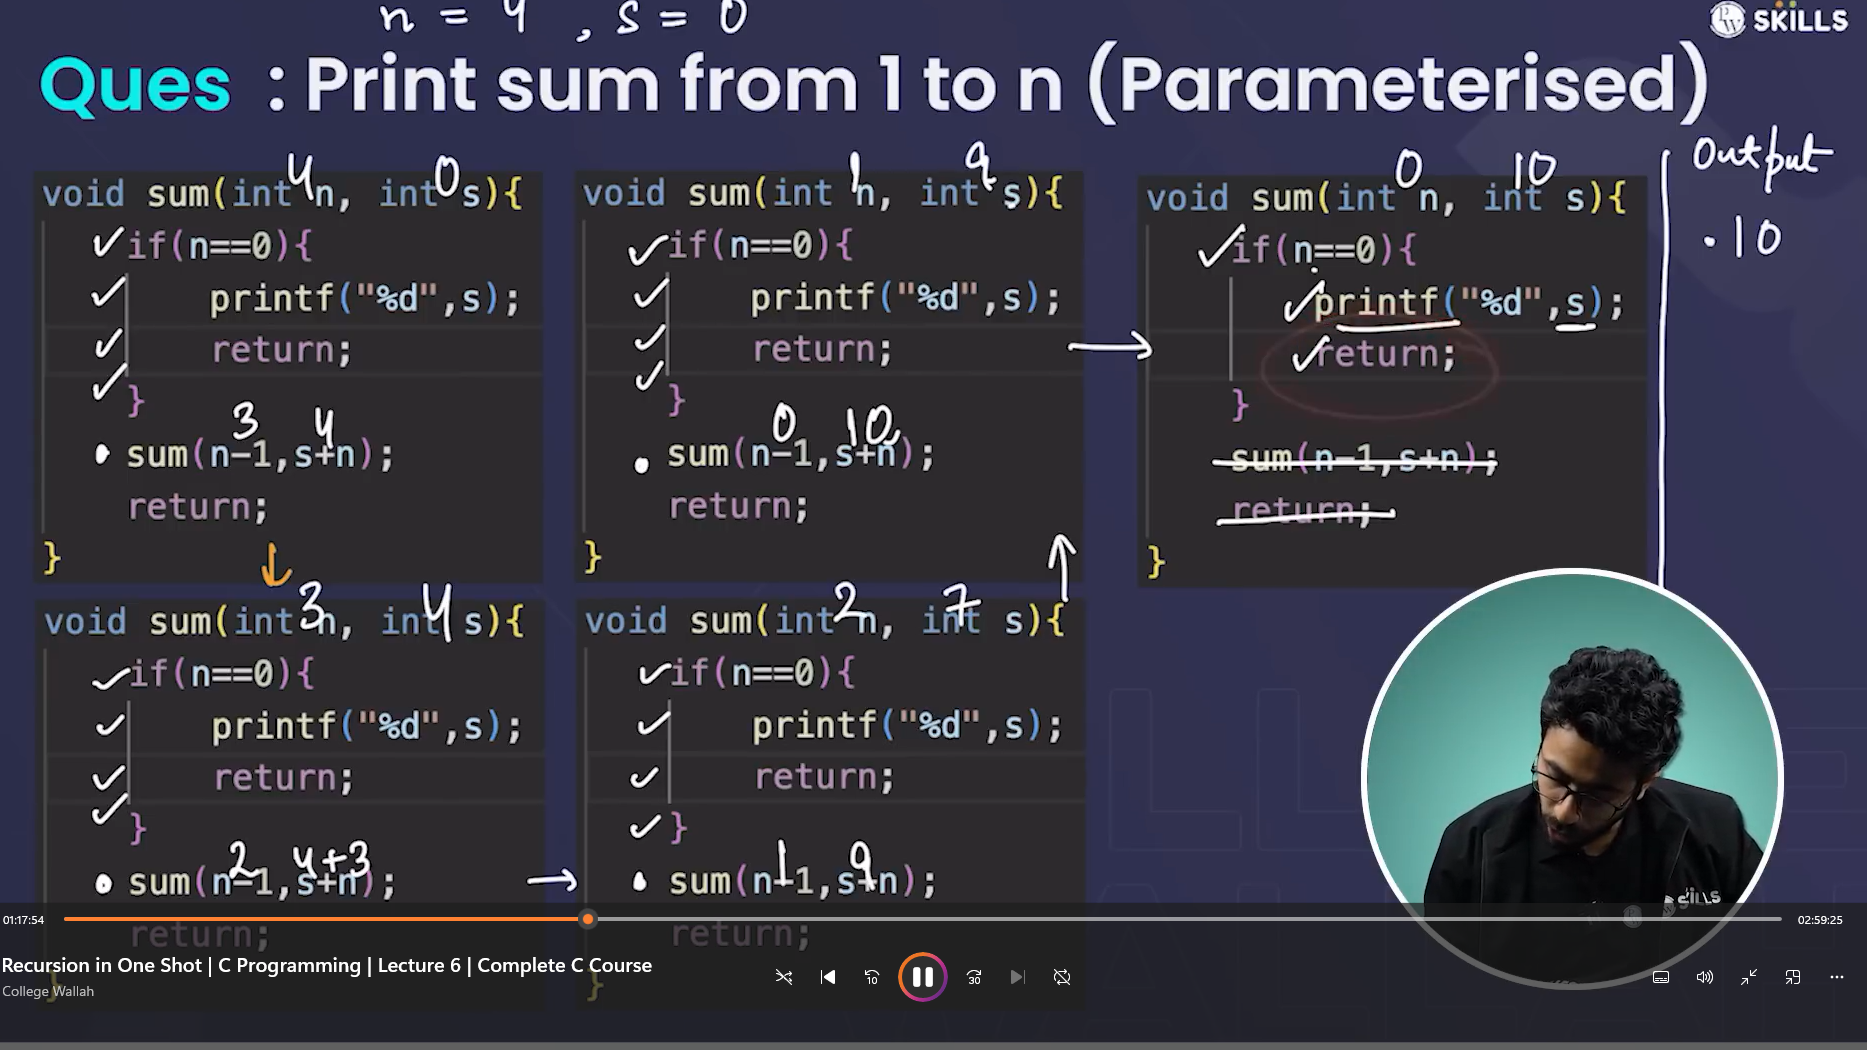 n = 4 , s = 0
PW SKILLS
Ques : Print sum from 1 to n (Parameterised)
4 0
void sum(int n, int s){
if(n==0){
printf("%d",s);
return;
}
3 4
sum(n-1,s+n);
return;
}
3 4
void sum(int n, int s){
if(n==0){
printf("%d",s);
return;
}
2 4+3
sum(n-1,s+n);
return;
}
2 7
void sum(int n, int s){
if(n==0){
printf("%d",s);
return;
}
1 9
sum(n-1,s+n);
return;
}
1 9
void sum(int n, int s){
if(n==0){
printf("%d",s);
return;
}
0 10
sum(n-1,s+n);
return;
}
0 10
void sum(int n, int s){
if(n==0){
printf("%d",s);
return;
}
sum(n-1,s+n);
return;
}
Output
• 10
SKILLS
01:17:54
02:59:25
Recursion in One Shot | C Programming | Lecture 6 | Complete C Course
College Wallah
10
30